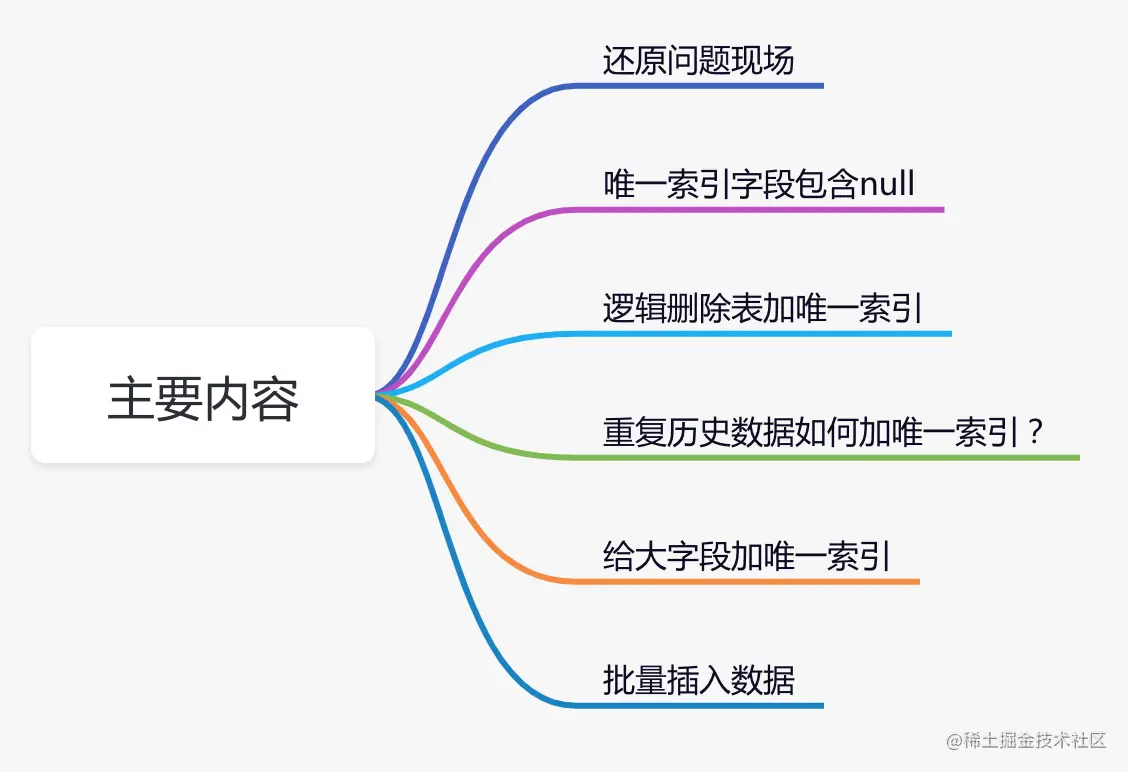 还原问题现场
唯一索引字段包含null
逻辑删除表加唯一索引
主要内容
重复历史数据如何加唯一索引？
给大字段加唯一索引
批量插入数据
@稀土掘金技术社区